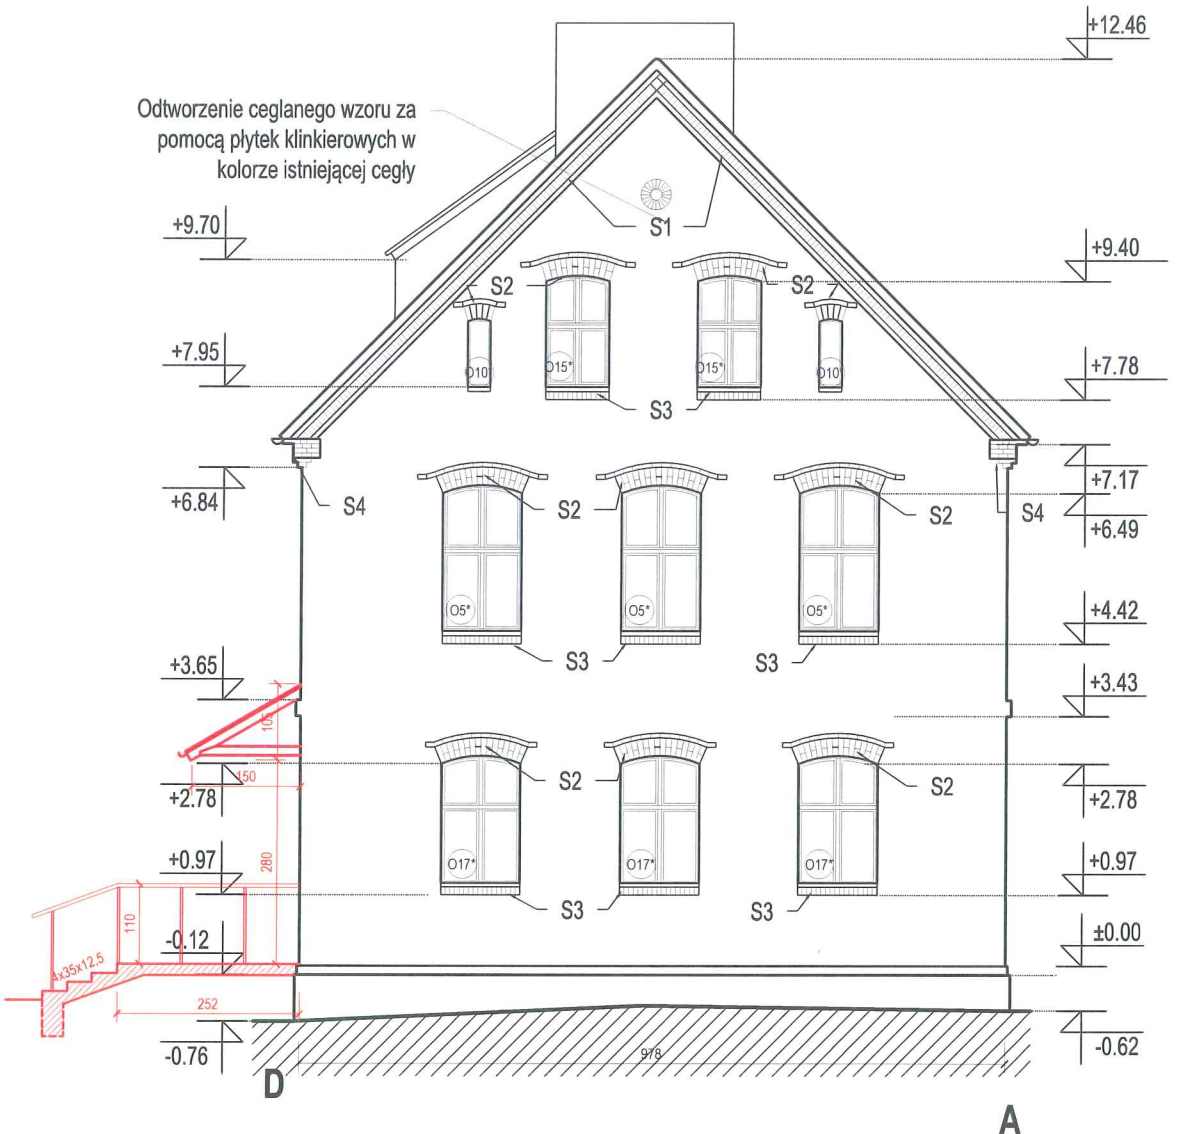 +12.46
Odtworzenie ceglanego wzoru za
pomocą płytek klinkierowych w
kolorze istniejącej cegły
S1
+9.70
+9.40
S2
S2
+7.95
O10
O15*
O15*
O10
+7.78
S3
+6.84
S4
S2
S2
S4
+7.17
+6.49
O5*
O5*
O5*
+4.42
S3
S3
+3.65
+3.43
105
150
S2
S2
+2.78
+2.78
+0.97
280
O17*
O17*
O17*
+0.97
110
S3
S3
-0.12
±0.00
4x35x12,5
252
-0.76
978
-0.62
D
A